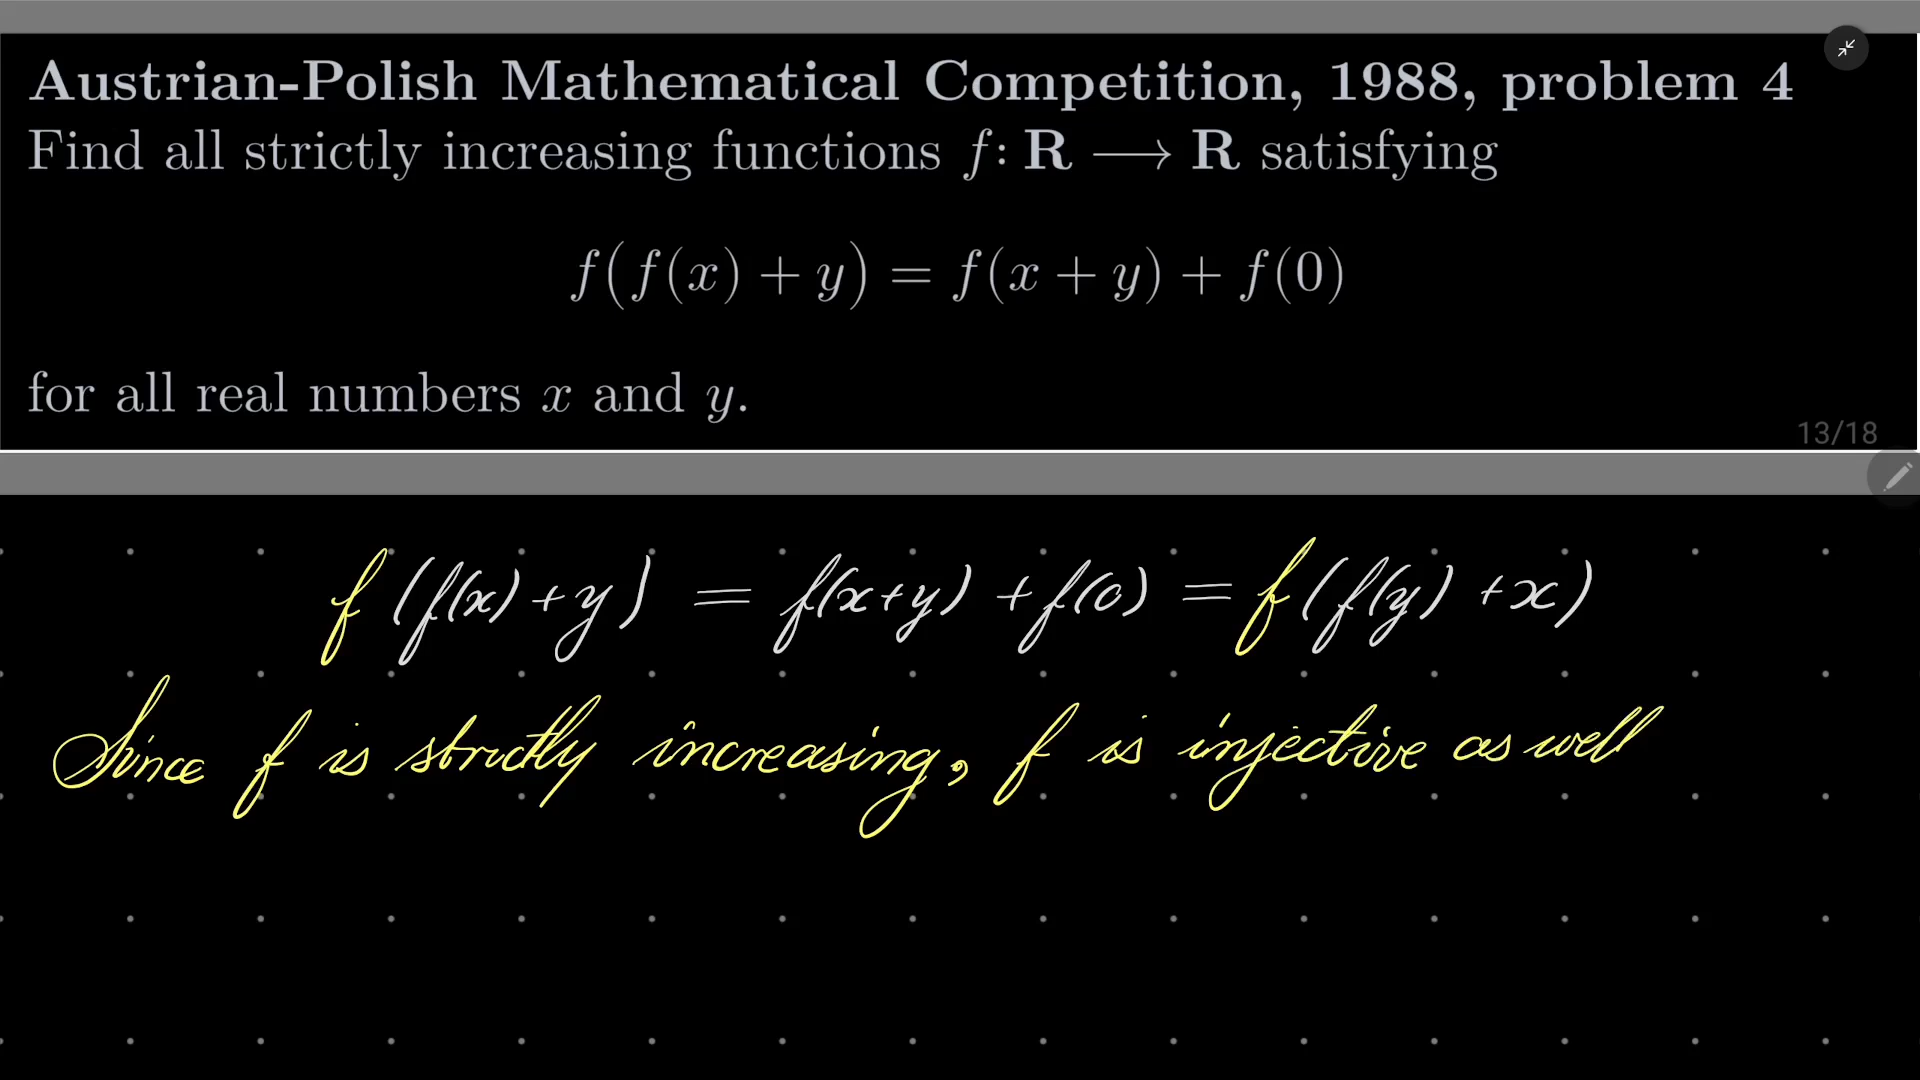 Austrian-Polish Mathematical Competition, 1988, problem 4
Find all strictly increasing functions f: R ⟶ R satisfying
f(f(x) + y) = f(x + y) + f(0)
for all real numbers x and y.
13/18
f(f(x)+y) = f(x+y)+f(0) = f(f(y)+x)
Since f is strictly increasing, f is injective as well